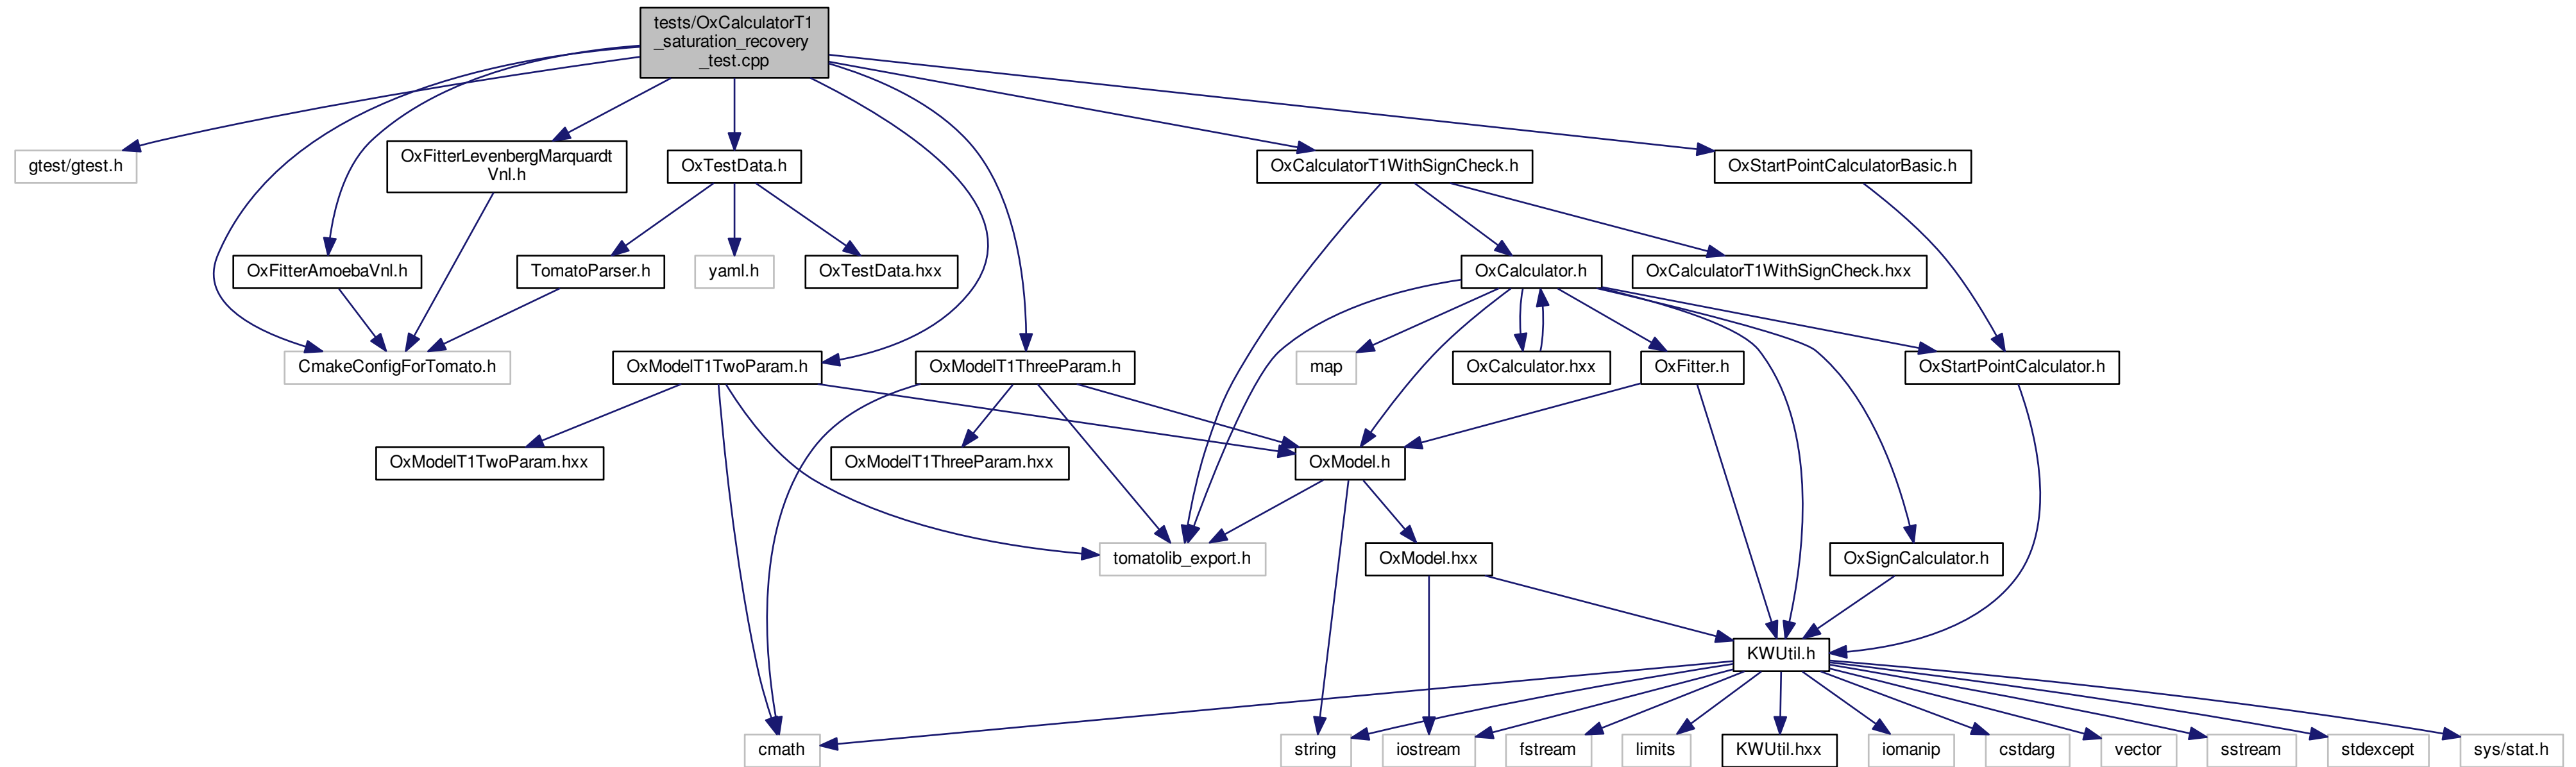 tests/OxCalculatorT1
_saturation_recovery
_test.cpp
gtest/gtest.h
OxFitterLevenbergMarquardt
Vnl.h
OxTestData.h
OxCalculatorT1WithSignCheck.h
OxStartPointCalculatorBasic.h
OxFitterAmoebaVnl.h
TomatoParser.h
yaml.h
OxTestData.hxx
OxCalculator.h
OxCalculatorT1WithSignCheck.hxx
CmakeConfigForTomato.h
OxModelT1TwoParam.h
OxModelT1ThreeParam.h
map
OxCalculator.hxx
OxFitter.h
OxStartPointCalculator.h
OxModelT1TwoParam.hxx
OxModelT1ThreeParam.hxx
OxModel.h
tomatolib_export.h
OxModel.hxx
OxSignCalculator.h
KWUtil.h
cmath
string
iostream
fstream
limits
KWUtil.hxx
iomanip
cstdarg
vector
sstream
stdexcept
sys/stat.h